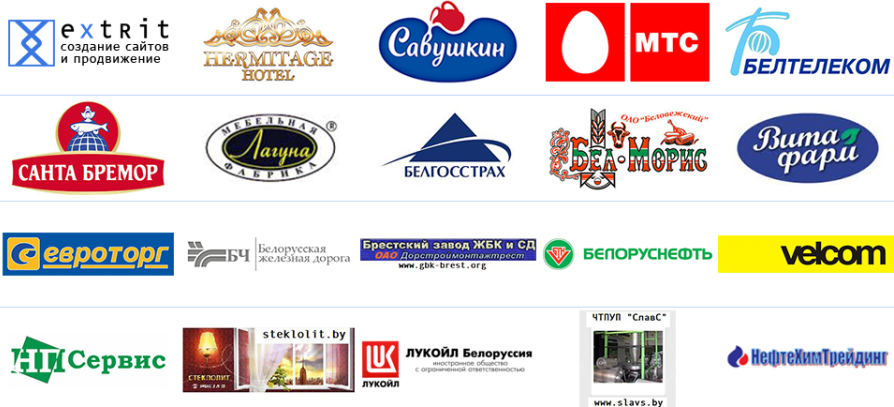 extrit
создание сайтов
и продвижение
HERMITAGE
HOTEL
Савушкин
МТС
БЕЛТЕЛЕКОМ
САНТА БРЕМОР
МЕБЕЛЬНАЯ
Лагуна
ФАБРИКА
®
БЕЛГОССТРАХ
ОАО "Беловежский"
БЕЛ·МОРИС
Вита
фарм
евроторг
БЧ
Белорусская
железная дорога
Брестский завод ЖБК и СД
ОАО Дорстроймонтажтрест
www.gbk-brest.org
БЕЛОРУСНЕФТЬ
velcom
НП Сервис
steklolit.by
СТЕКЛОЛИТ
ЛУКОЙЛ
ЛУКОЙЛ Белоруссия
иностранное общество
с ограниченной ответственностью
ЧТПУП "СлавС"
www.slavs.by
НефтеХимТрейдинг